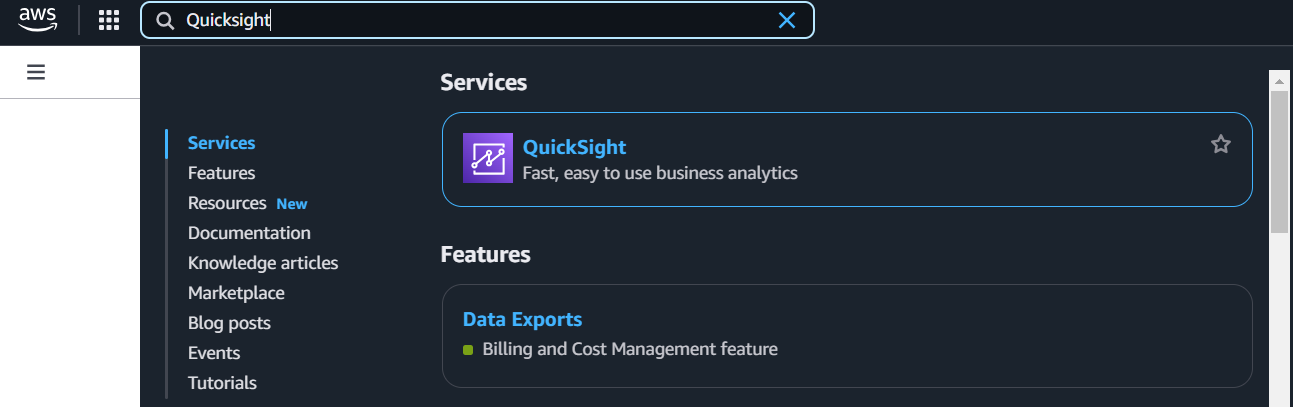 aws
Quicksight
Services
Features
Resources New
Documentation
Knowledge articles
Marketplace
Blog posts
Events
Tutorials
Services
QuickSight
Fast, easy to use business analytics
Features
Data Exports
Billing and Cost Management feature